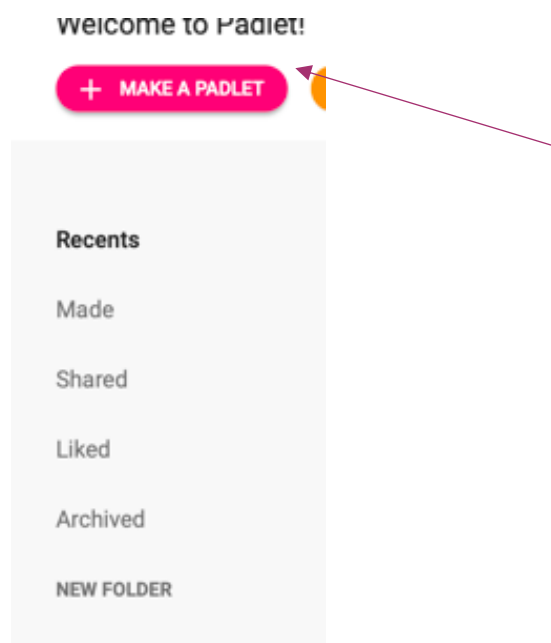 Welcome to Padlet!
+ MAKE A PADLET
Recents
Made
Shared
Liked
Archived
NEW FOLDER